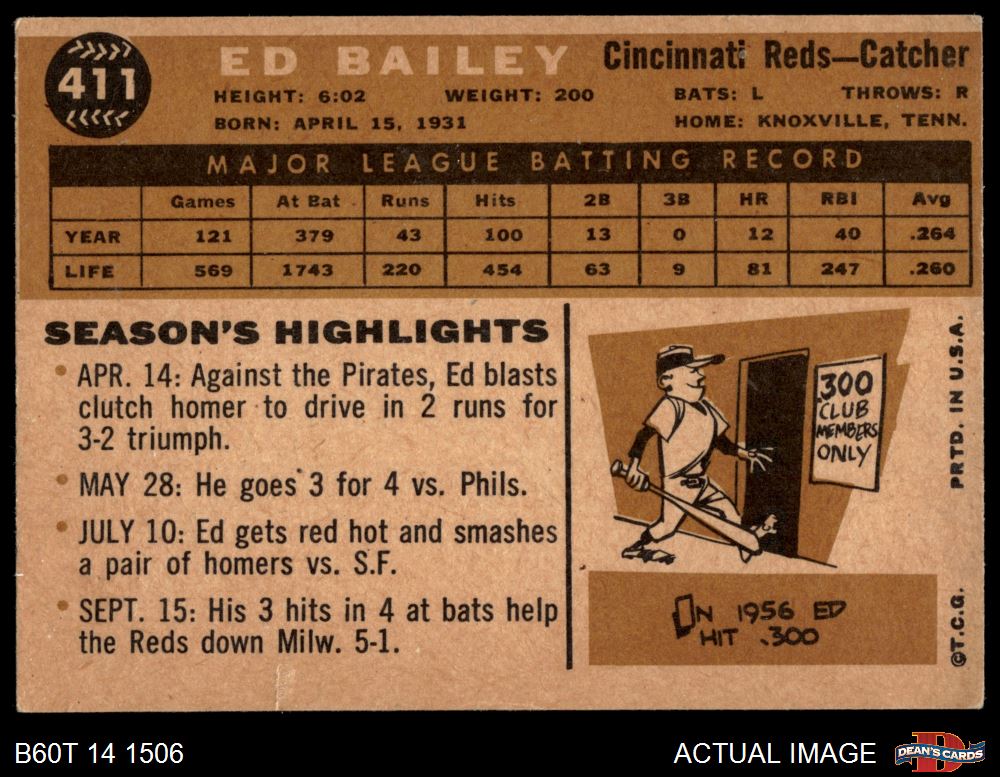 411
ED BAILEY Cincinnati Reds—Catcher
HEIGHT: 6:02 WEIGHT: 200 BATS: L THROWS: R
BORN: APRIL 15, 1931 HOME: KNOXVILLE, TENN.
MAJOR LEAGUE BATTING RECORD
Games At Bat Runs Hits 2B 3B HR RBI Avg
YEAR 121 379 43 100 13 0 12 40 .264
LIFE 569 1743 220 454 63 9 81 247 .260
SEASON'S HIGHLIGHTS
• APR. 14: Against the Pirates, Ed blasts
clutch homer to drive in 2 runs for
3-2 triumph.
• MAY 28: He goes 3 for 4 vs. Phils.
• JULY 10: Ed gets red hot and smashes
a pair of homers vs. S.F.
• SEPT. 15: His 3 hits in 4 at bats help
the Reds down Milw. 5-1.
.300
CLUB
MEMBERS
ONLY
IN 1956 ED
HIT .300
PRTD. IN U.S.A.
©T.C.G.
B60T 14 1506
ACTUAL IMAGE
D
DEAN'S CARDS